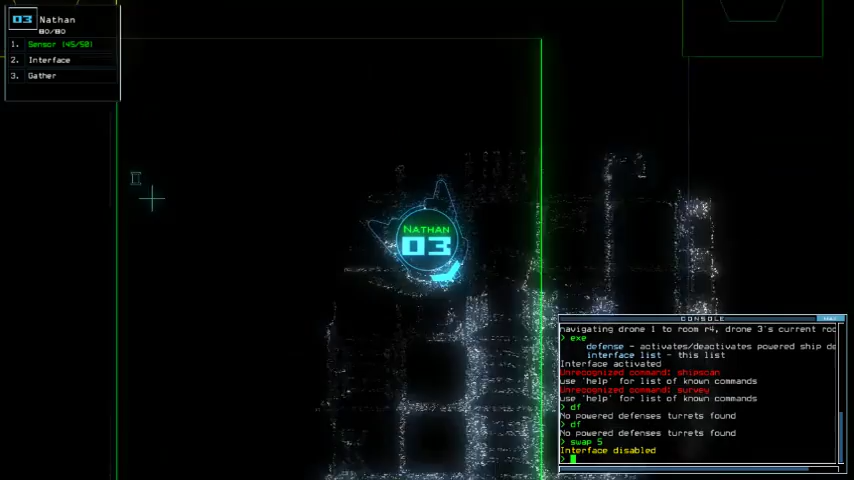 03 Nathan
80/80
1. Sensor (45/50)
2. Interface
3. Gather
NATHAN
03
CONSOLE
navigating drone 1 to room r4, drone 3's current roo
> exe
defense - activates/deactivates powered ship de
interface list - this list
Interface activated
Unrecognized command: shipscan
use 'help' for list of known commands
Unrecognized command: survey
use 'help' for list of known commands
> df
No powered defenses turrets found
> df
No powered defenses turrets found
> swap 5
Interface disabled
>